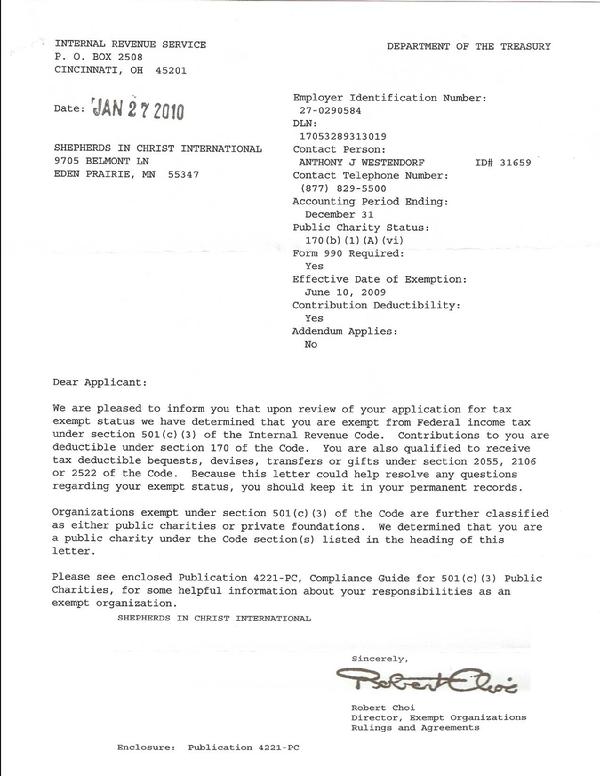 INTERNAL REVENUE SERVICE
P. O. BOX 2508
CINCINNATI, OH 45201
DEPARTMENT OF THE TREASURY
Date: JAN 27 2010
SHEPHERDS IN CHRIST INTERNATIONAL
9705 BELMONT LN
EDEN PRAIRIE, MN 55347
Employer Identification Number:
27-0290584
DLN:
17053289313019
Contact Person:
ANTHONY J WESTENDORF ID# 31659
Contact Telephone Number:
(877) 829-5500
Accounting Period Ending:
December 31
Public Charity Status:
170(b)(1)(A)(vi)
Form 990 Required:
Yes
Effective Date of Exemption:
June 10, 2009
Contribution Deductibility:
Yes
Addendum Applies:
No
Dear Applicant:
We are pleased to inform you that upon review of your application for tax
exempt status we have determined that you are exempt from Federal income tax
under section 501(c)(3) of the Internal Revenue Code. Contributions to you are
deductible under section 170 of the Code. You are also qualified to receive
tax deductible bequests, devises, transfers or gifts under section 2055, 2106
or 2522 of the Code. Because this letter could help resolve any questions
regarding your exempt status, you should keep it in your permanent records.
Organizations exempt under section 501(c)(3) of the Code are further classified
as either public charities or private foundations. We determined that you are
a public charity under the Code section(s) listed in the heading of this
letter.
Please see enclosed Publication 4221-PC, Compliance Guide for 501(c)(3) Public
Charities, for some helpful information about your responsibilities as an
exempt organization.
SHEPHERDS IN CHRIST INTERNATIONAL
Sincerely,
Robert Choi
Robert Choi
Director, Exempt Organizations
Rulings and Agreements
Enclosure: Publication 4221-PC